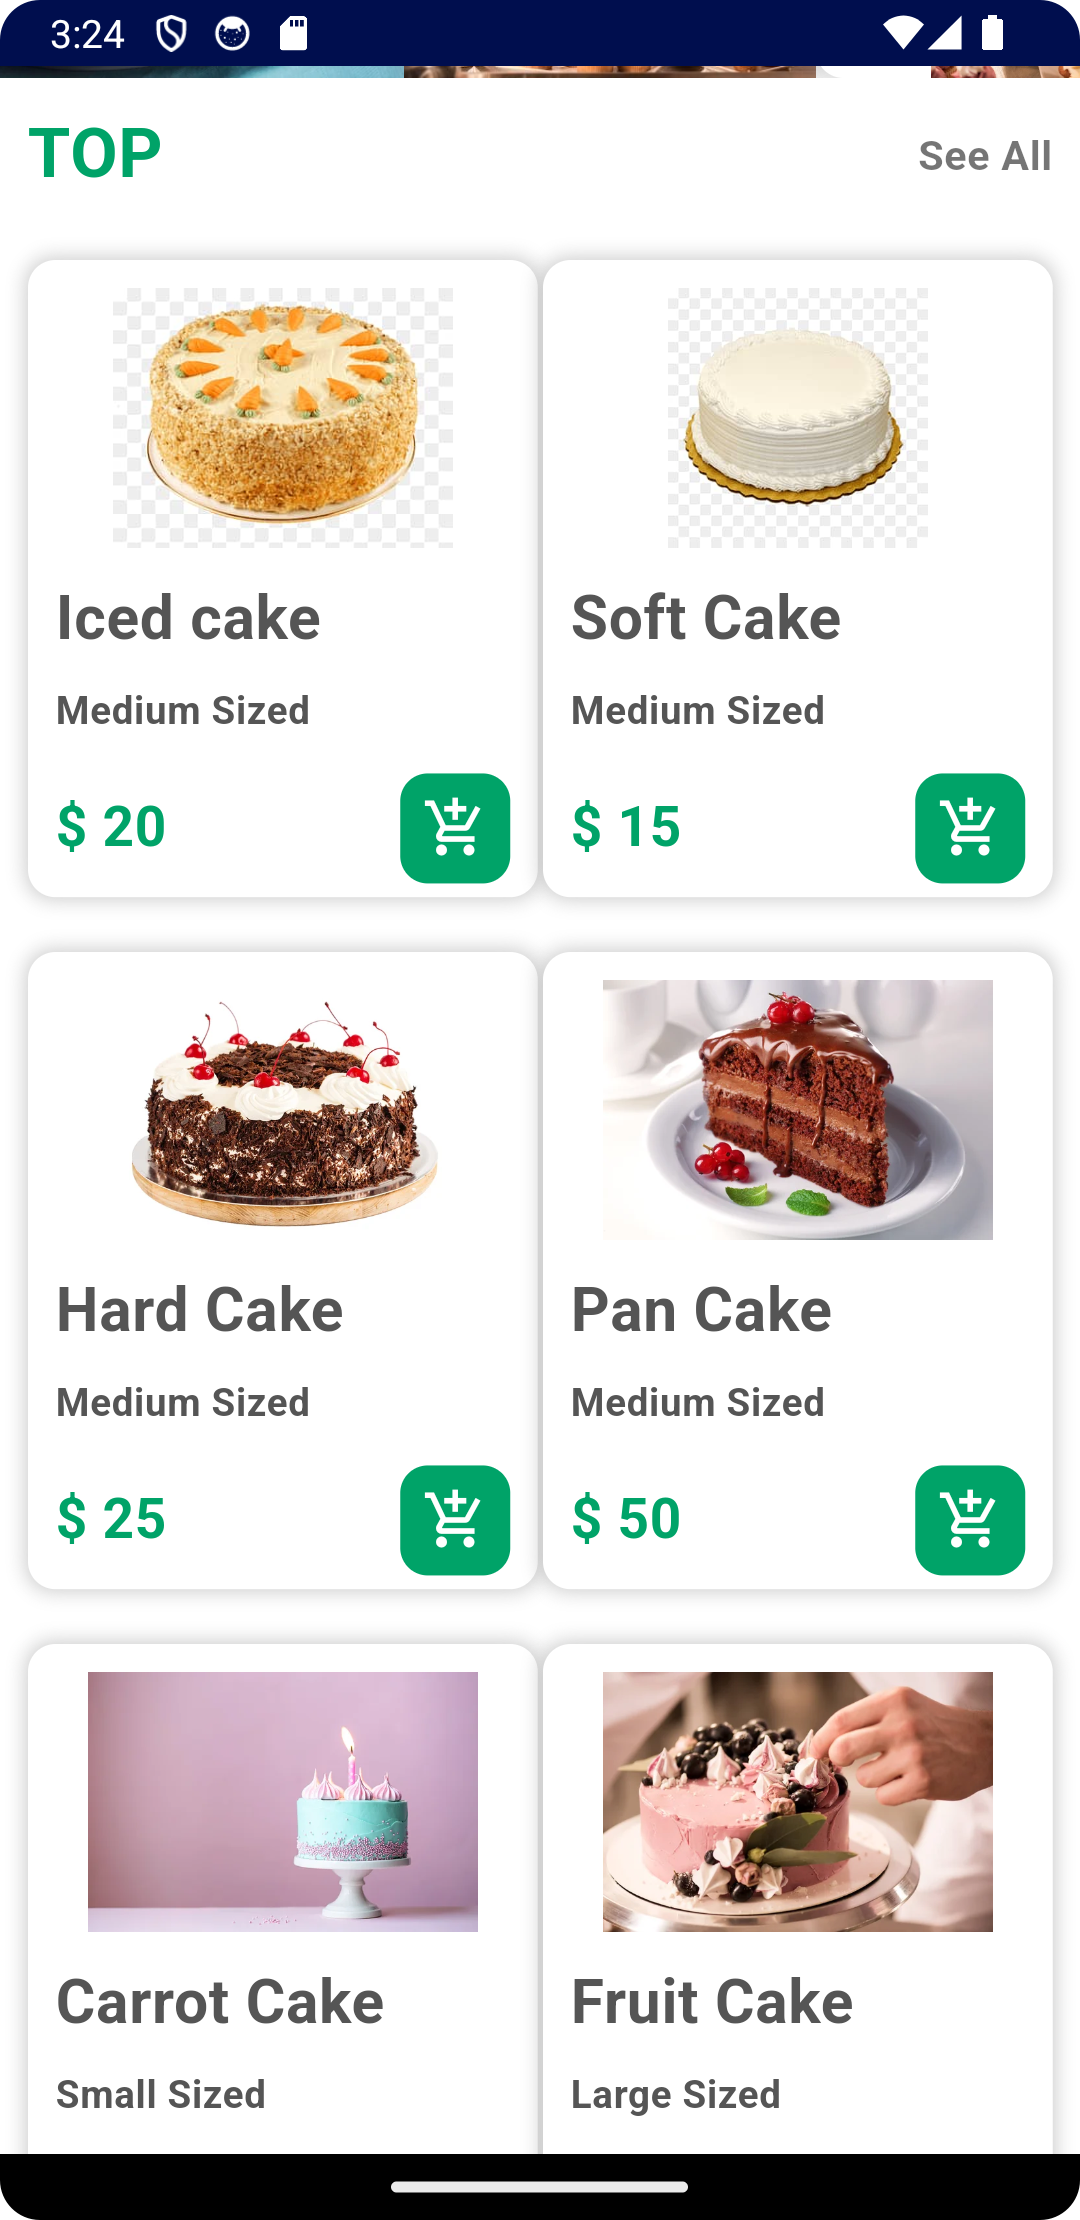 3:24
TOP
See All
Iced cake
Medium Sized
$ 20
Soft Cake
Medium Sized
$ 15
Hard Cake
Medium Sized
$ 25
Pan Cake
Medium Sized
$ 50
Carrot Cake
Small Sized
Fruit Cake
Large Sized